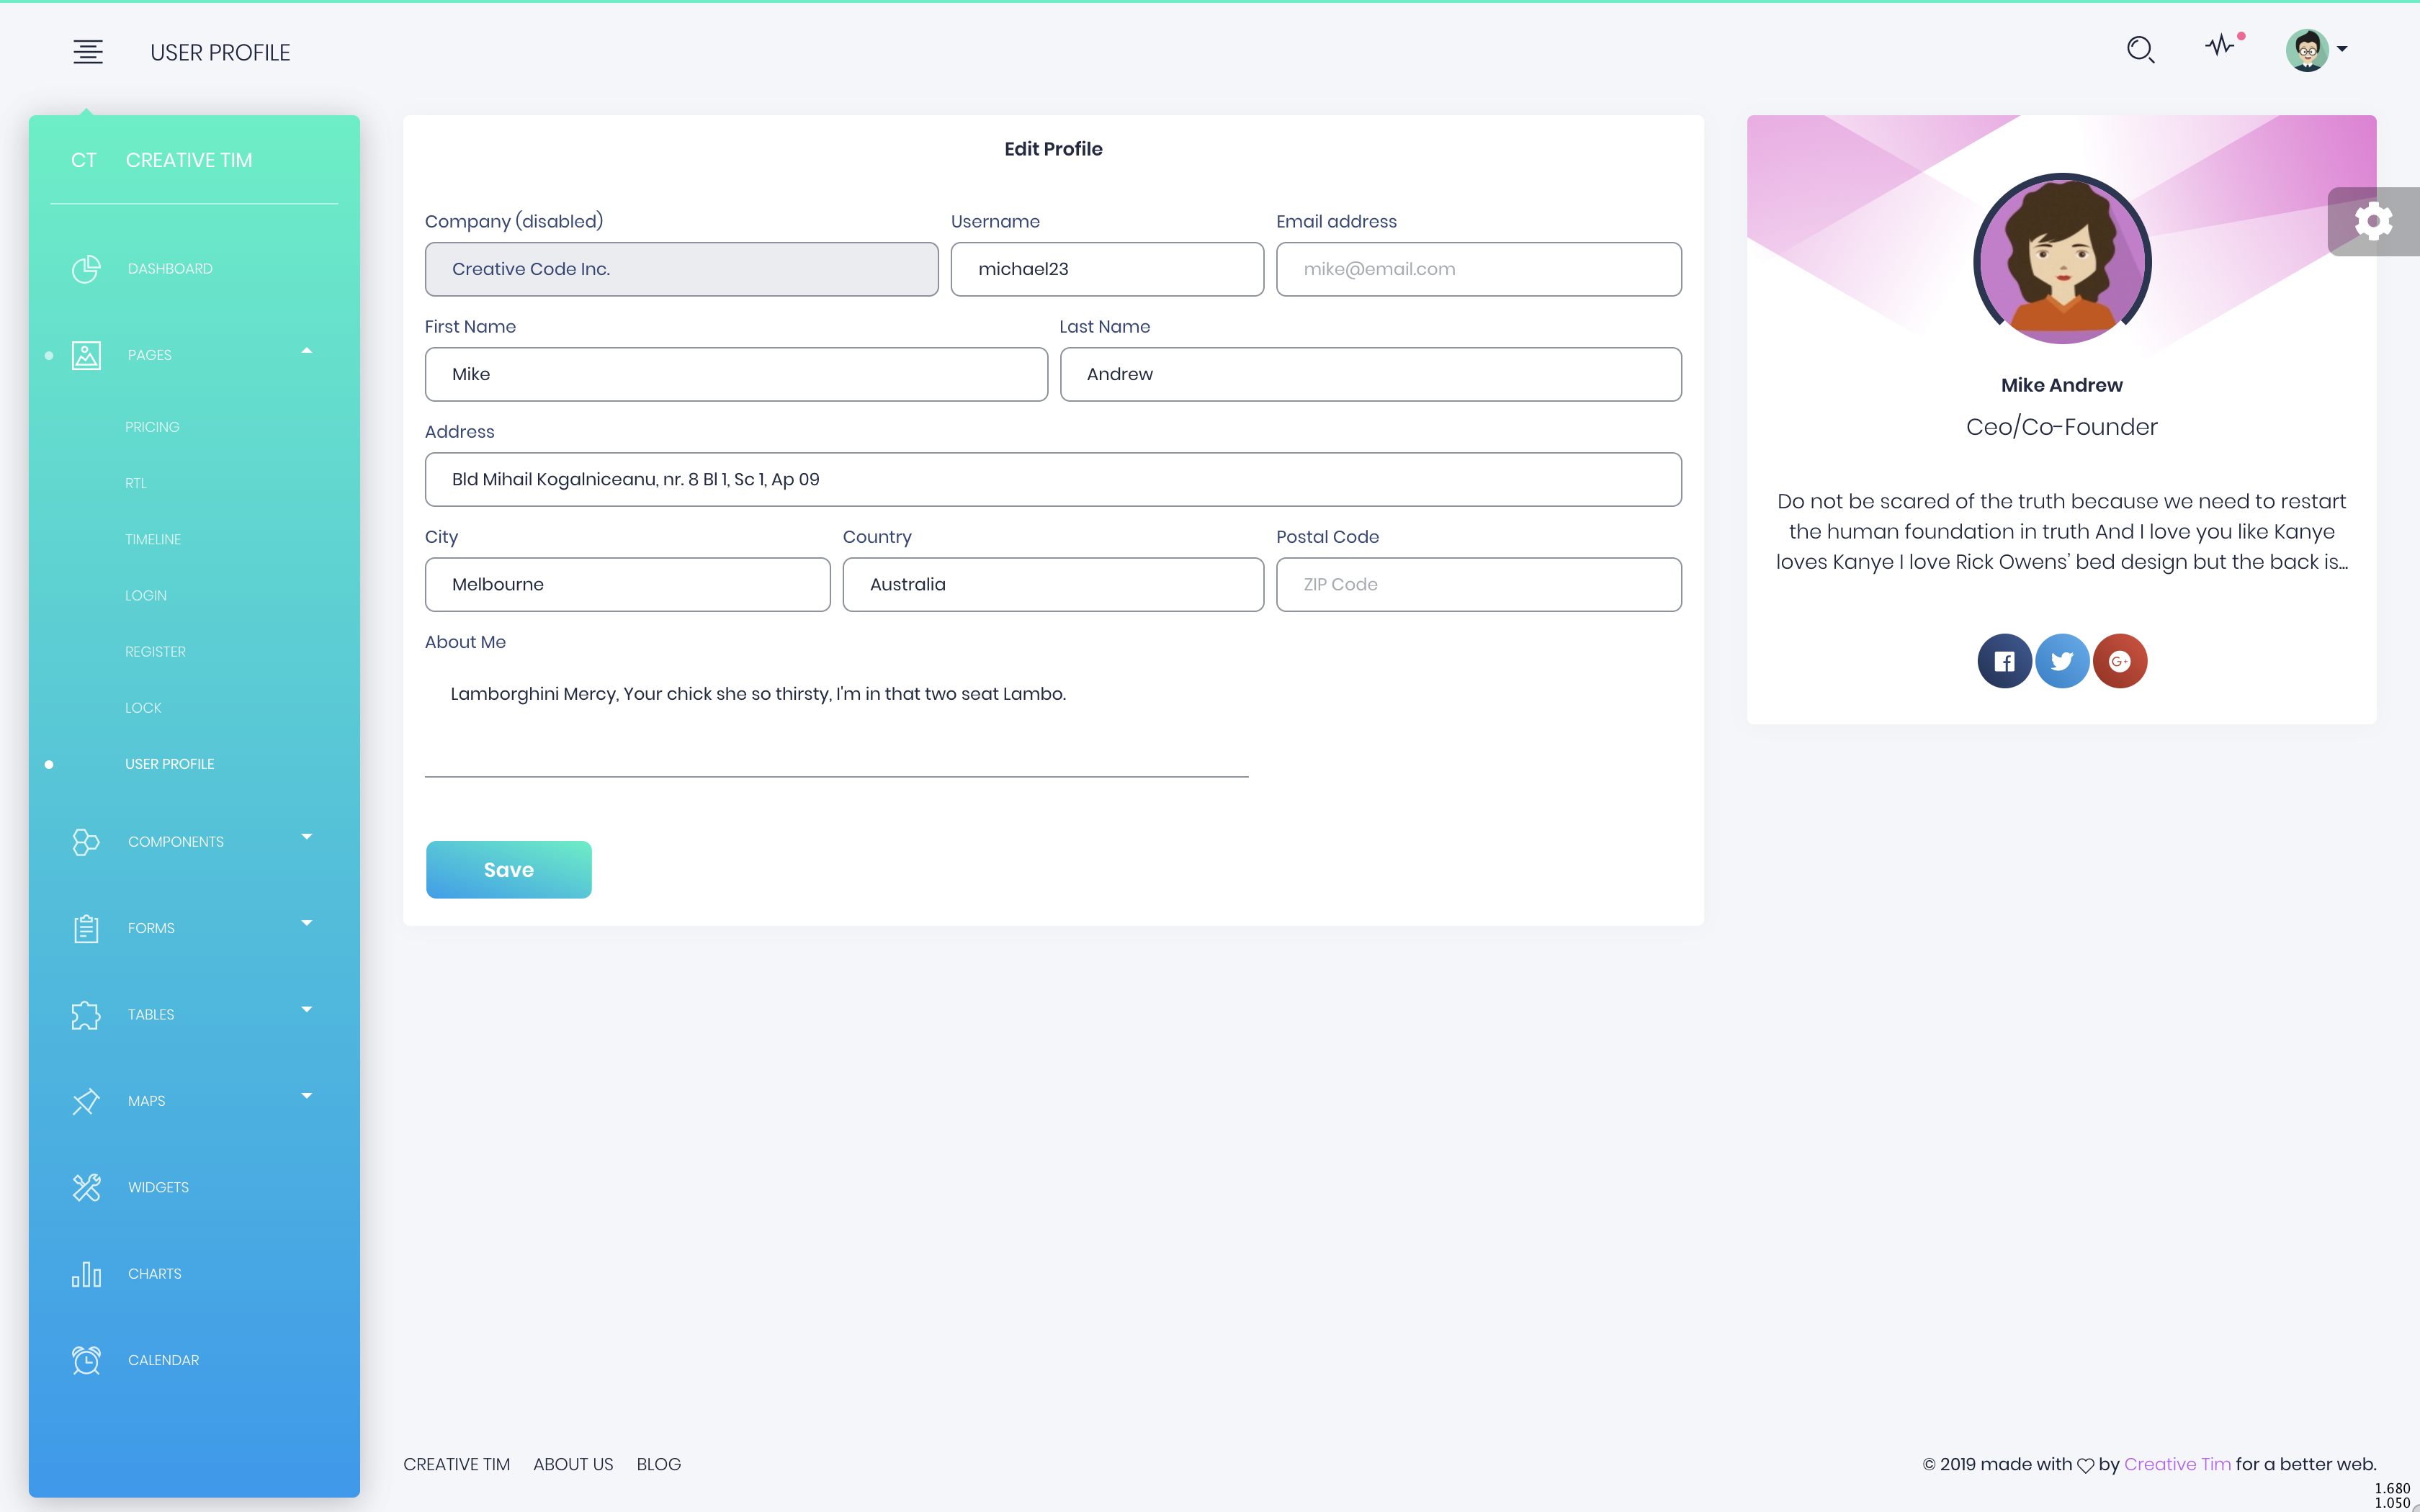 USER PROFILE
CT CREATIVE TIM
DASHBOARD
PAGES
PRICING
RTL
TIMELINE
LOGIN
REGISTER
LOCK
USER PROFILE
COMPONENTS
FORMS
TABLES
MAPS
WIDGETS
CHARTS
CALENDAR
Edit Profile
Company (disabled) Username Email address
Creative Code Inc. michael23 mike@email.com
First Name Last Name
Mike Andrew
Address
Bld Mihail Kogalniceanu, nr. 8 Bl 1, Sc 1, Ap 09
City Country Postal Code
Melbourne Australia ZIP Code
About Me
Lamborghini Mercy, Your chick she so thirsty, I'm in that two seat Lambo.
Save
Mike Andrew
Ceo/Co-Founder
Do not be scared of the truth because we need to restart
the human foundation in truth And I love you like Kanye
loves Kanye I love Rick Owens’ bed design but the back is...
CREATIVE TIM ABOUT US BLOG
© 2019 made with by Creative Tim for a better web.
1.680
1.050